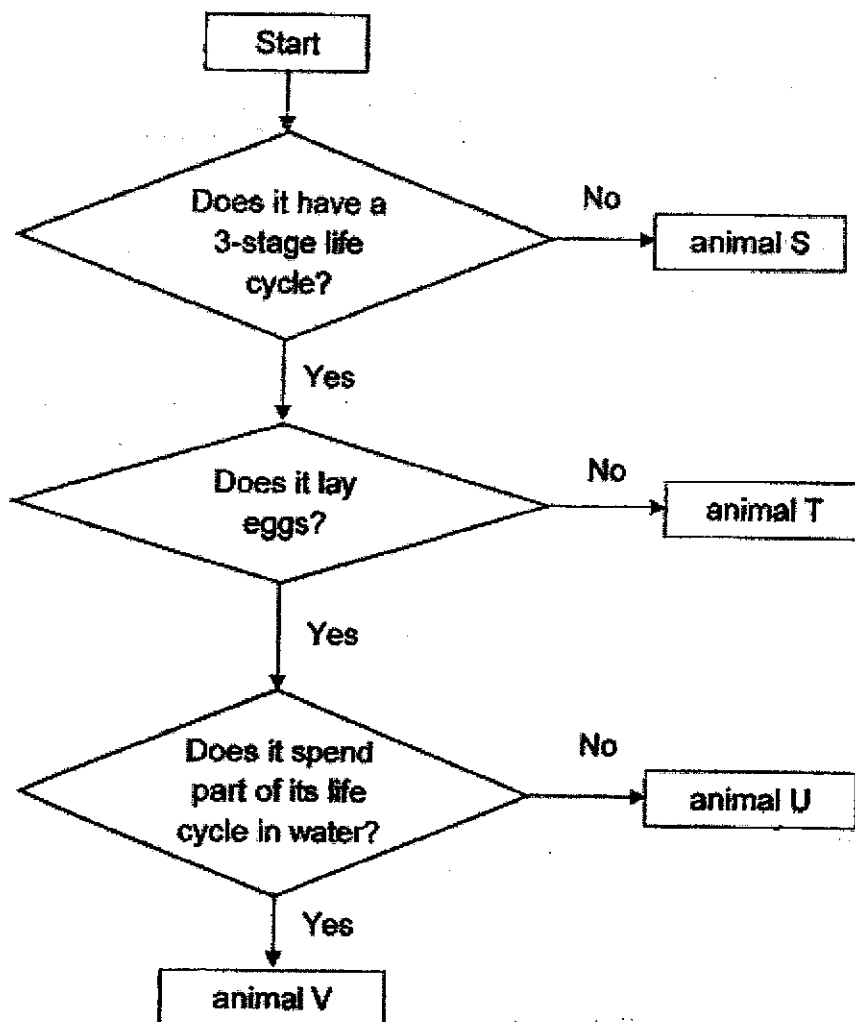 Start
Does it have a
3-stage life
cycle?
No
animal S
Yes
Does it lay
eggs?
No
animal T
Yes
Does it spend
part of its life
cycle in water?
No
animal U
Yes
animal V